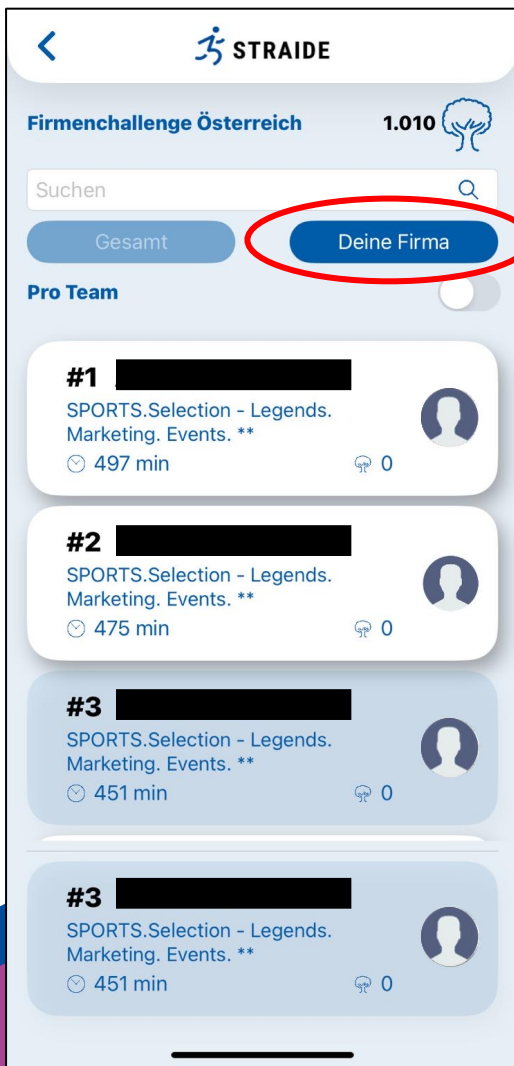 STRAIDE
Firmenchallenge Österreich 1.010
Suchen
Gesamt Deine Firma
Pro Team
#1
SPORTS.Selection - Legends.
Marketing. Events. **
497 min 0
#2
SPORTS.Selection - Legends.
Marketing. Events. **
475 min 0
#3
SPORTS.Selection - Legends.
Marketing. Events. **
451 min 0
#3
SPORTS.Selection - Legends.
Marketing. Events. **
451 min 0